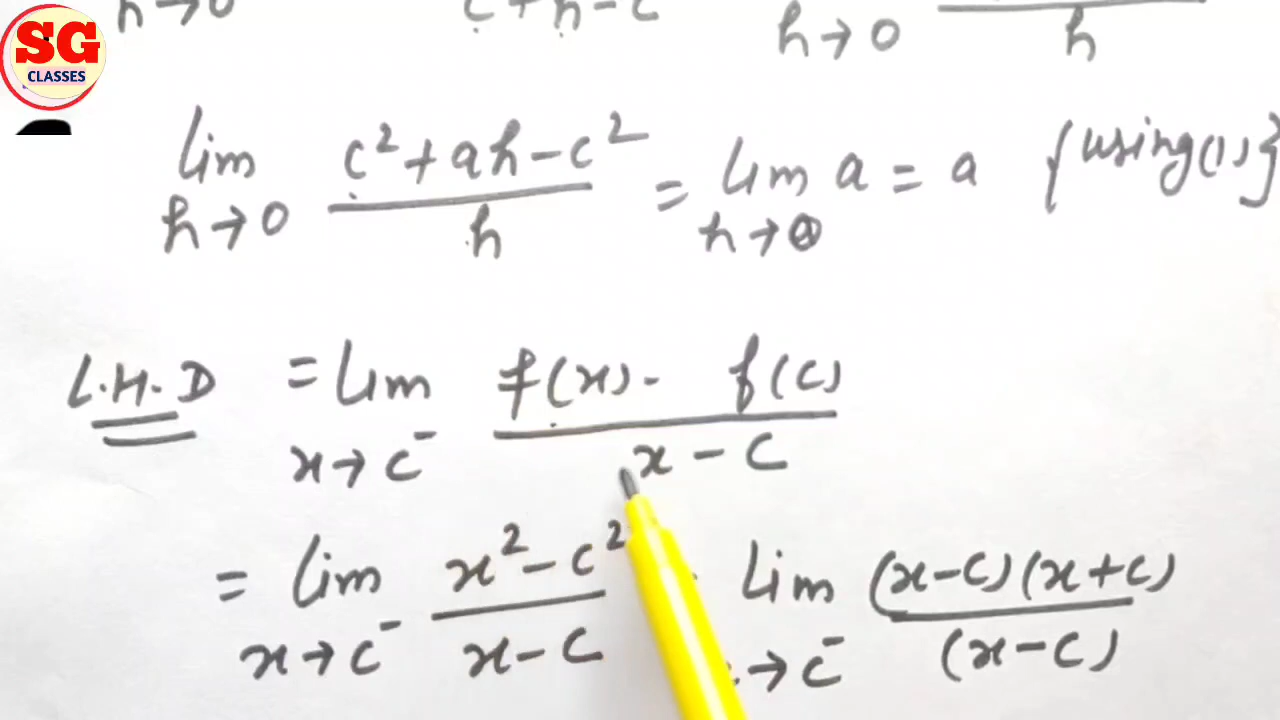 h→0 c+h-c h→0 h
SG
CLASSES
lim h→0 (c²+ah-c²)/h = lim h→0 a = a {using(1)}
L.H.D = lim x→c⁻ (f(x)- f(c))/(x-c)
= lim x→c⁻ (x²-c²)/(x-c) lim →c⁻ (x-c)(x+c)/(x-c)